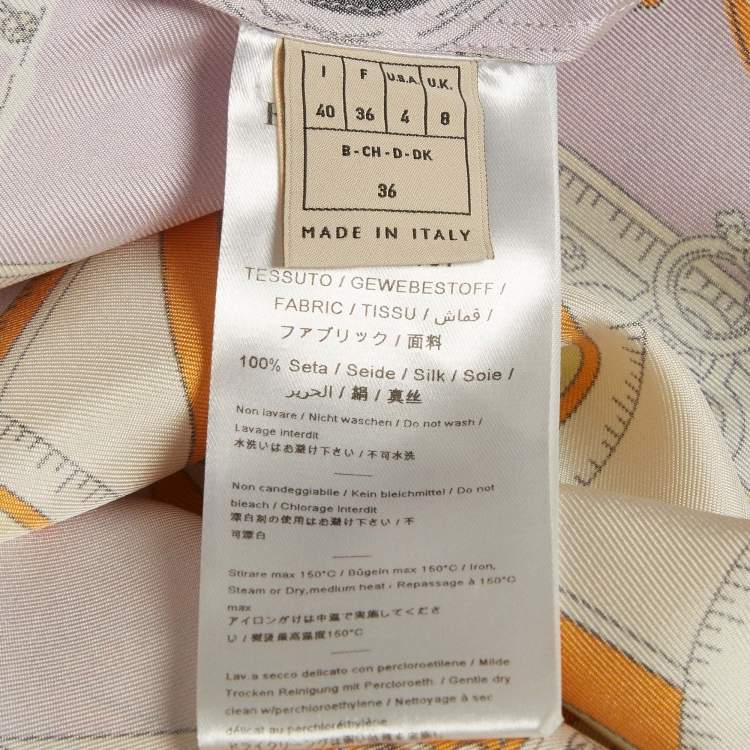 I F U.S.A. U.K.
40 36 4 8
B-CH-D-DK
36
MADE IN ITALY
TESSUTO / GEWEBESTOFF /
FABRIC / TISSU / قماش /
ファブリック / 面料
100% Seta / Seide / Silk / Soie /
الحرير / 絹 / 真丝
Non lavare / Nicht waschen / Do not wash /
Lavage interdit
水洗いはお避け下さい / 不可水洗
Non candeggiabile / Kein bleichmittel / Do not
bleach / Chlorage Interdit
漂白剤の使用はお避け下さい / 不
可漂白
Stirare max 150°C / Bügeln max 150°C / Iron,
Steam or Dry, medium heat - Repassage à 150°C
max
アイロンがけは中温で実施してくださ
い / 熨烫最高温度150°C
Lav.a secco delicato con percloroetilene / Milde
Trocken Reinigung mit Percloroeth. / Gentle dry
clean w/perchloroethylene / Nettoyage à sec
délicat au perchloréthylène